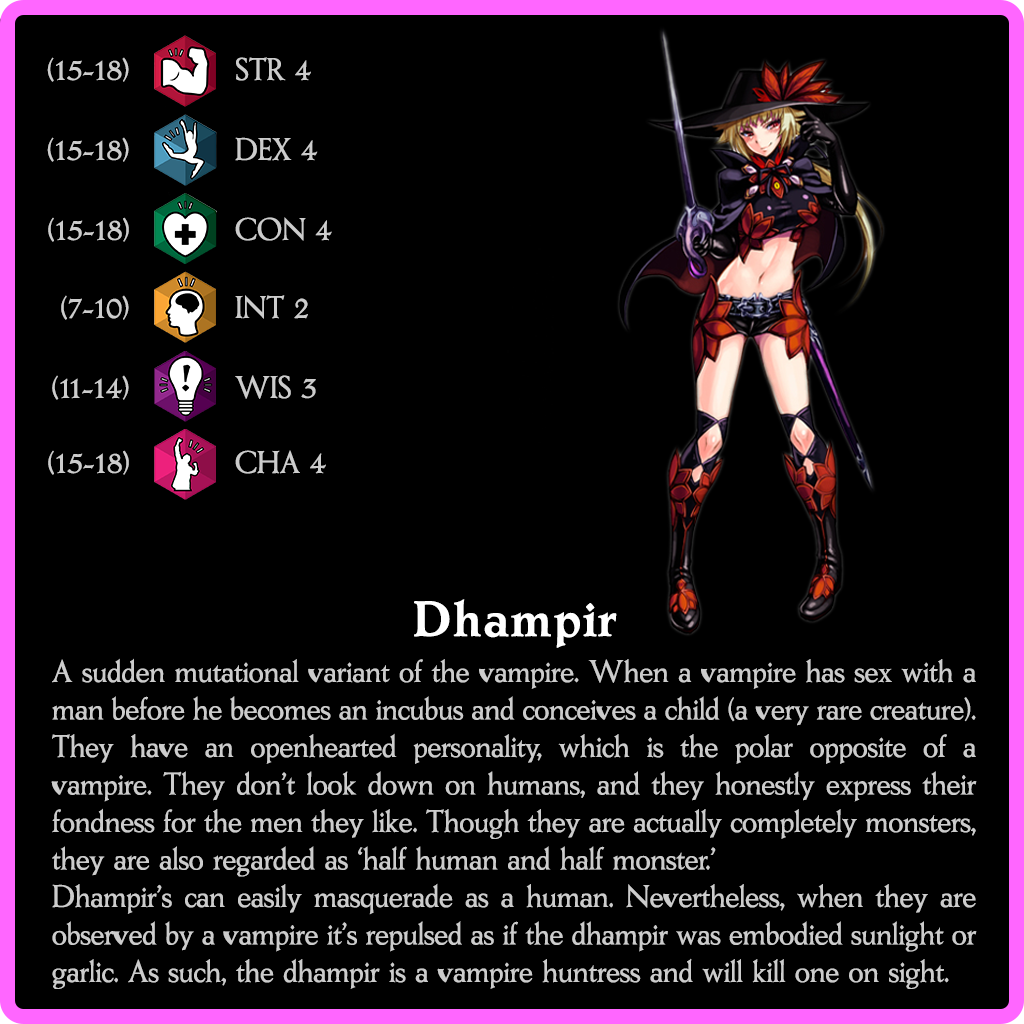 (15-18) STR 4
(15-18) DEX 4
(15-18) CON 4
(7-10) INT 2
(11-14) WIS 3
(15-18) CHA 4
Dhampir
A sudden mutational variant of the vampire. When a vampire has sex with a
man before he becomes an incubus and conceives a child (a very rare creature).
They have an openhearted personality, which is the polar opposite of a
vampire. They don't look down on humans, and they honestly express their
fondness for the men they like. Though they are actually completely monsters,
they are also regarded as 'half human and half monster.'
Dhampir's can easily masquerade as a human. Nevertheless, when they are
observed by a vampire it's repulsed as if the dhampir was embodied sunlight or
garlic. As such, the dhampir is a vampire huntress and will kill one on sight.